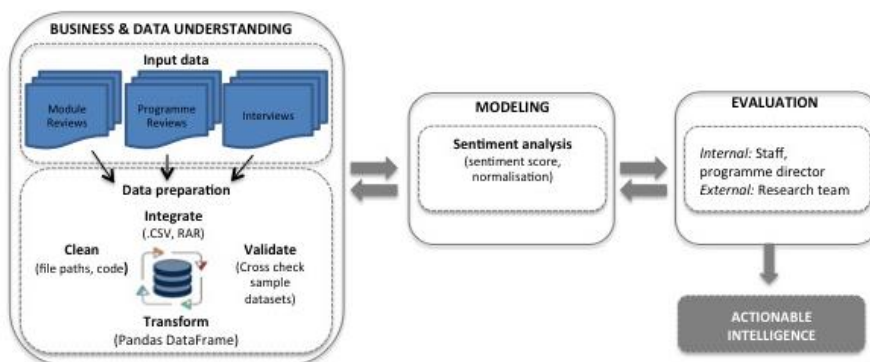 BUSINESS & DATA UNDERSTANDING
Input data
Module
Reviews
Programme
Reviews
Interviews
Data preparation
Integrate
(.CSV, RAR)
Clean
(file paths, code)
Validate
(Cross check
sample
datasets)
Transform
(Pandas DataFrame)
MODELING
Sentiment analysis
(sentiment score,
normalisation)
EVALUATION
Internal: Staff,
programme director
External: Research team
ACTIONABLE
INTELLIGENCE